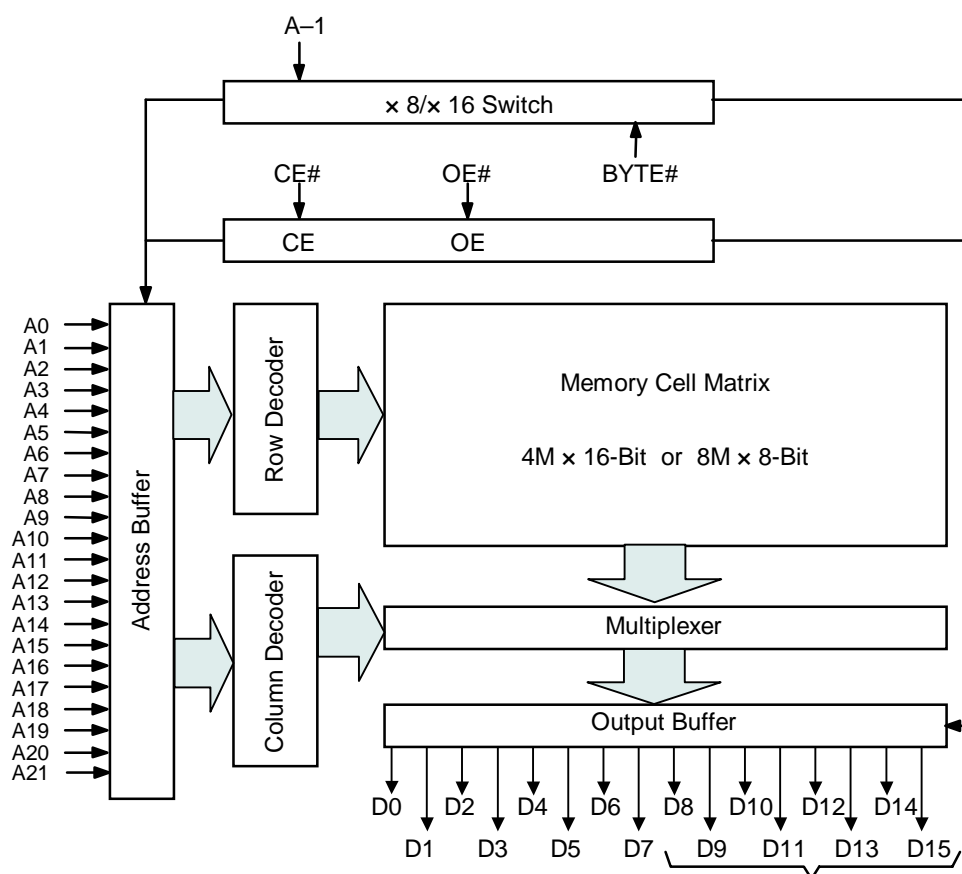 A–1
× 8/× 16 Switch
CE#
OE#
BYTE#
CE
OE
A0
A1
A2
A3
A4
A5
A6
A7
A8
A9
A10
A11
A12
A13
A14
A15
A16
A17
A18
A19
A20
A21
Address Buffer
Row Decoder
Column Decoder
Memory Cell Matrix
4M × 16-Bit or 8M × 8-Bit
Multiplexer
Output Buffer
D0 D2 D4 D6 D8 D10 D12 D14
D1 D3 D5 D7 D9 D11 D13 D15